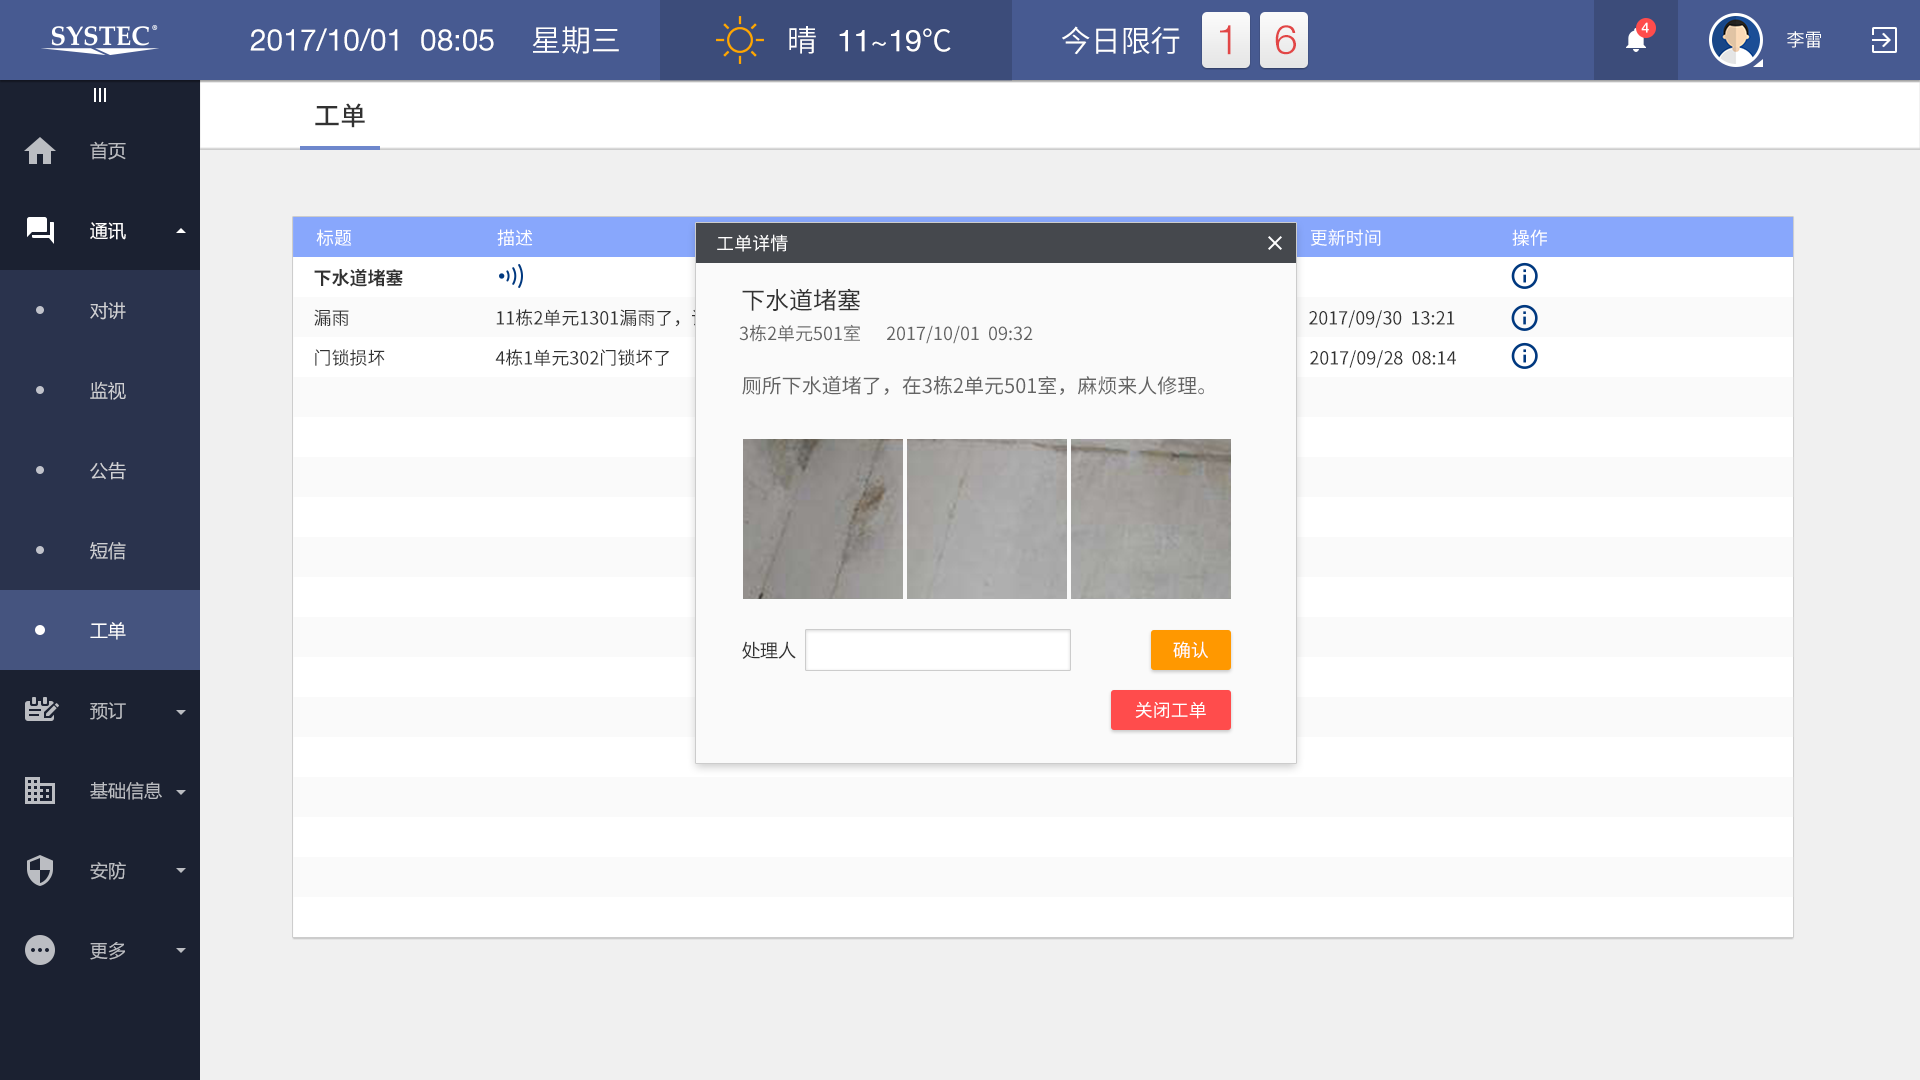 SYSTEC®
2017/10/01 08:05 星期三
晴 11~19℃
今日限行 1 6
4
李雷
首页
通讯
对讲
监视
公告
短信
工单
预订
基础信息
安防
更多
工单
标题 描述 更新时间 操作
下水道堵塞
漏雨 11栋2单元1301漏雨了， 2017/09/30 13:21
门锁损坏 4栋1单元302门锁坏了 2017/09/28 08:14
工单详情
下水道堵塞
3栋2单元501室 2017/10/01 09:32
厕所下水道堵了，在3栋2单元501室，麻烦来人修理。
处理人
确认
关闭工单